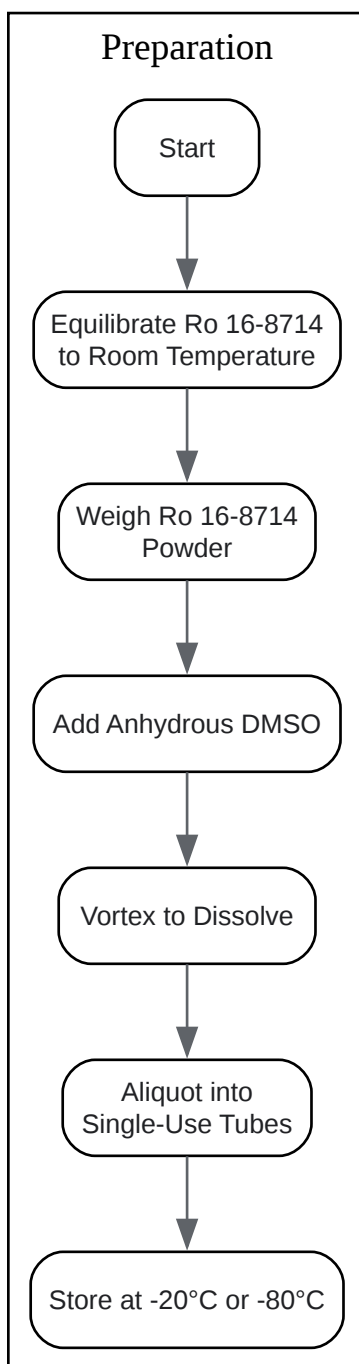 Preparation
Start
Equilibrate Ro 16-8714
to Room Temperature
Weigh Ro 16-8714
Powder
Add Anhydrous DMSO
Vortex to Dissolve
Aliquot into
Single-Use Tubes
Store at -20°C or -80°C